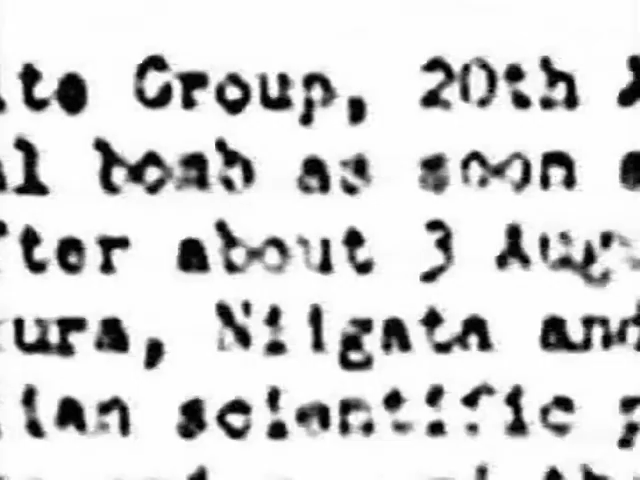 te Group, 20th
l bomb as soon
ter about 3 Aug
ura, Niigata and
ian scientific